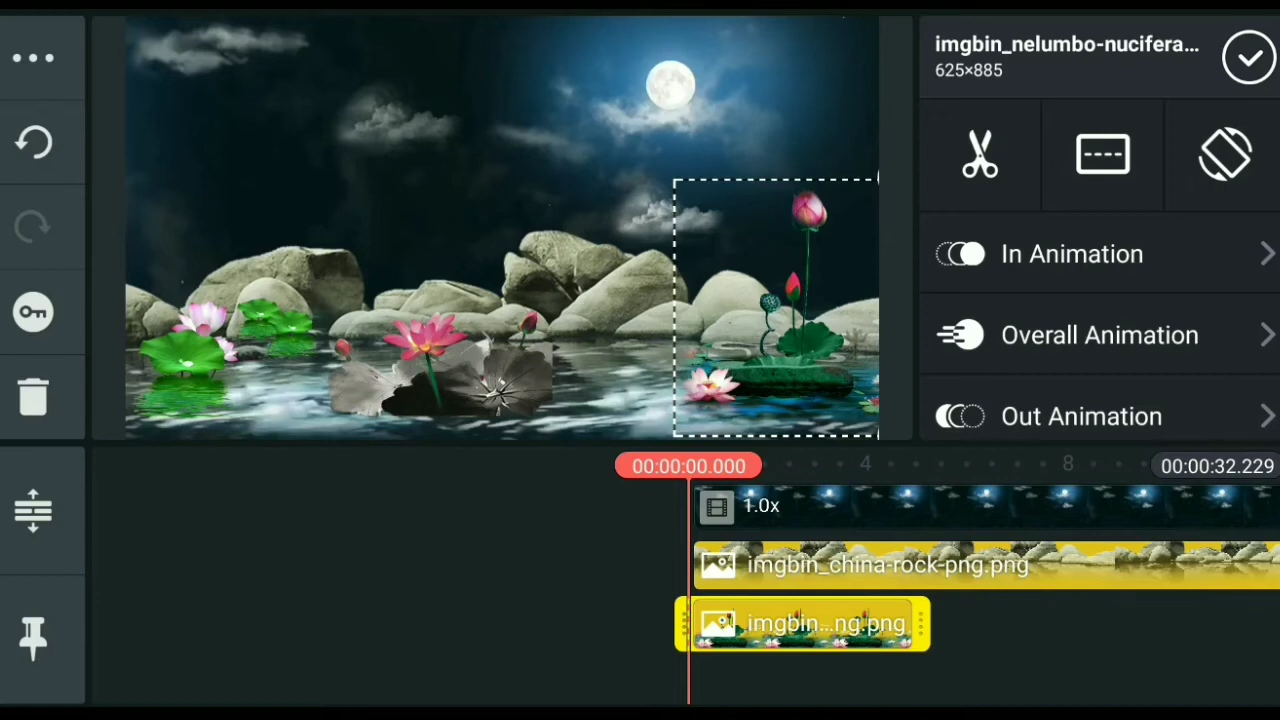 imgbin_nelumbo-nucifera...
625×885
In Animation
Overall Animation
Out Animation
00:00:00.000
4
8
00:00:32.229
1.0x
imgbin_china-rock-png.png
imgbin...ng.png